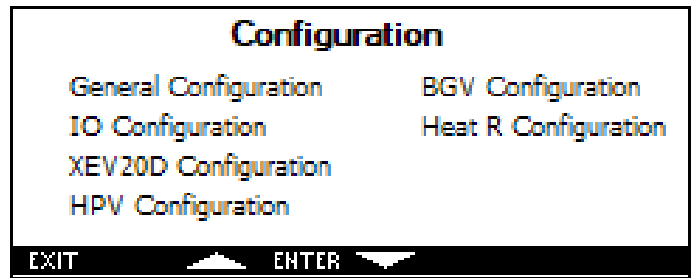 Configuration
General Configuration
IO Configuration
XEV20D Configuration
HPV Configuration
BGV Configuration
Heat R Configuration
EXIT ENTER